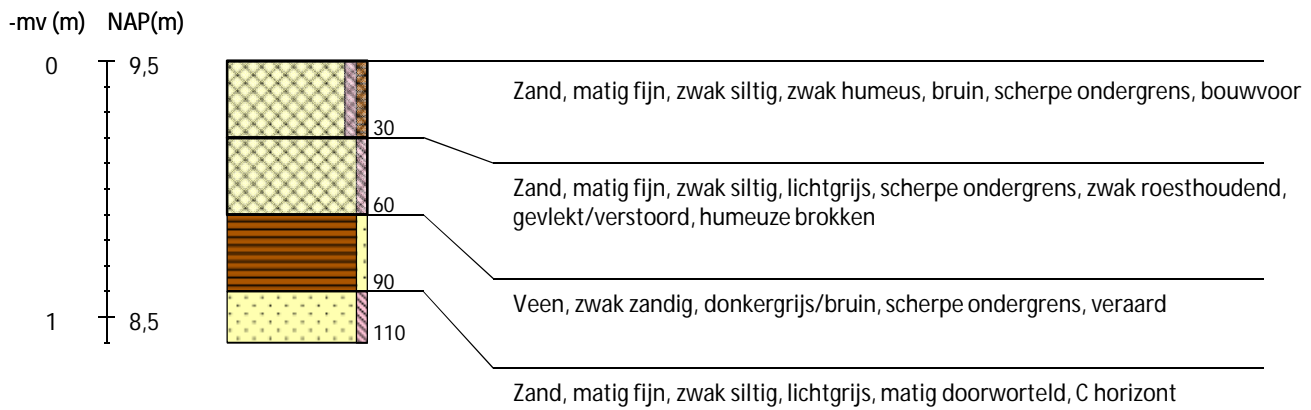 -mv (m) NAP(m)
0 9,5
Zand, matig fijn, zwak siltig, zwak humeus, bruin, scherpe ondergrens, bouwvoor
30
Zand, matig fijn, zwak siltig, lichtgrijs, scherpe ondergrens, zwak roesthoudend,
gevlekt/verstoord, humeuze brokken
60
90
Veen, zwak zandig, donkergrijs/bruin, scherpe ondergrens, veraard
1 8,5
110
Zand, matig fijn, zwak siltig, lichtgrijs, matig doorworteld, C horizont